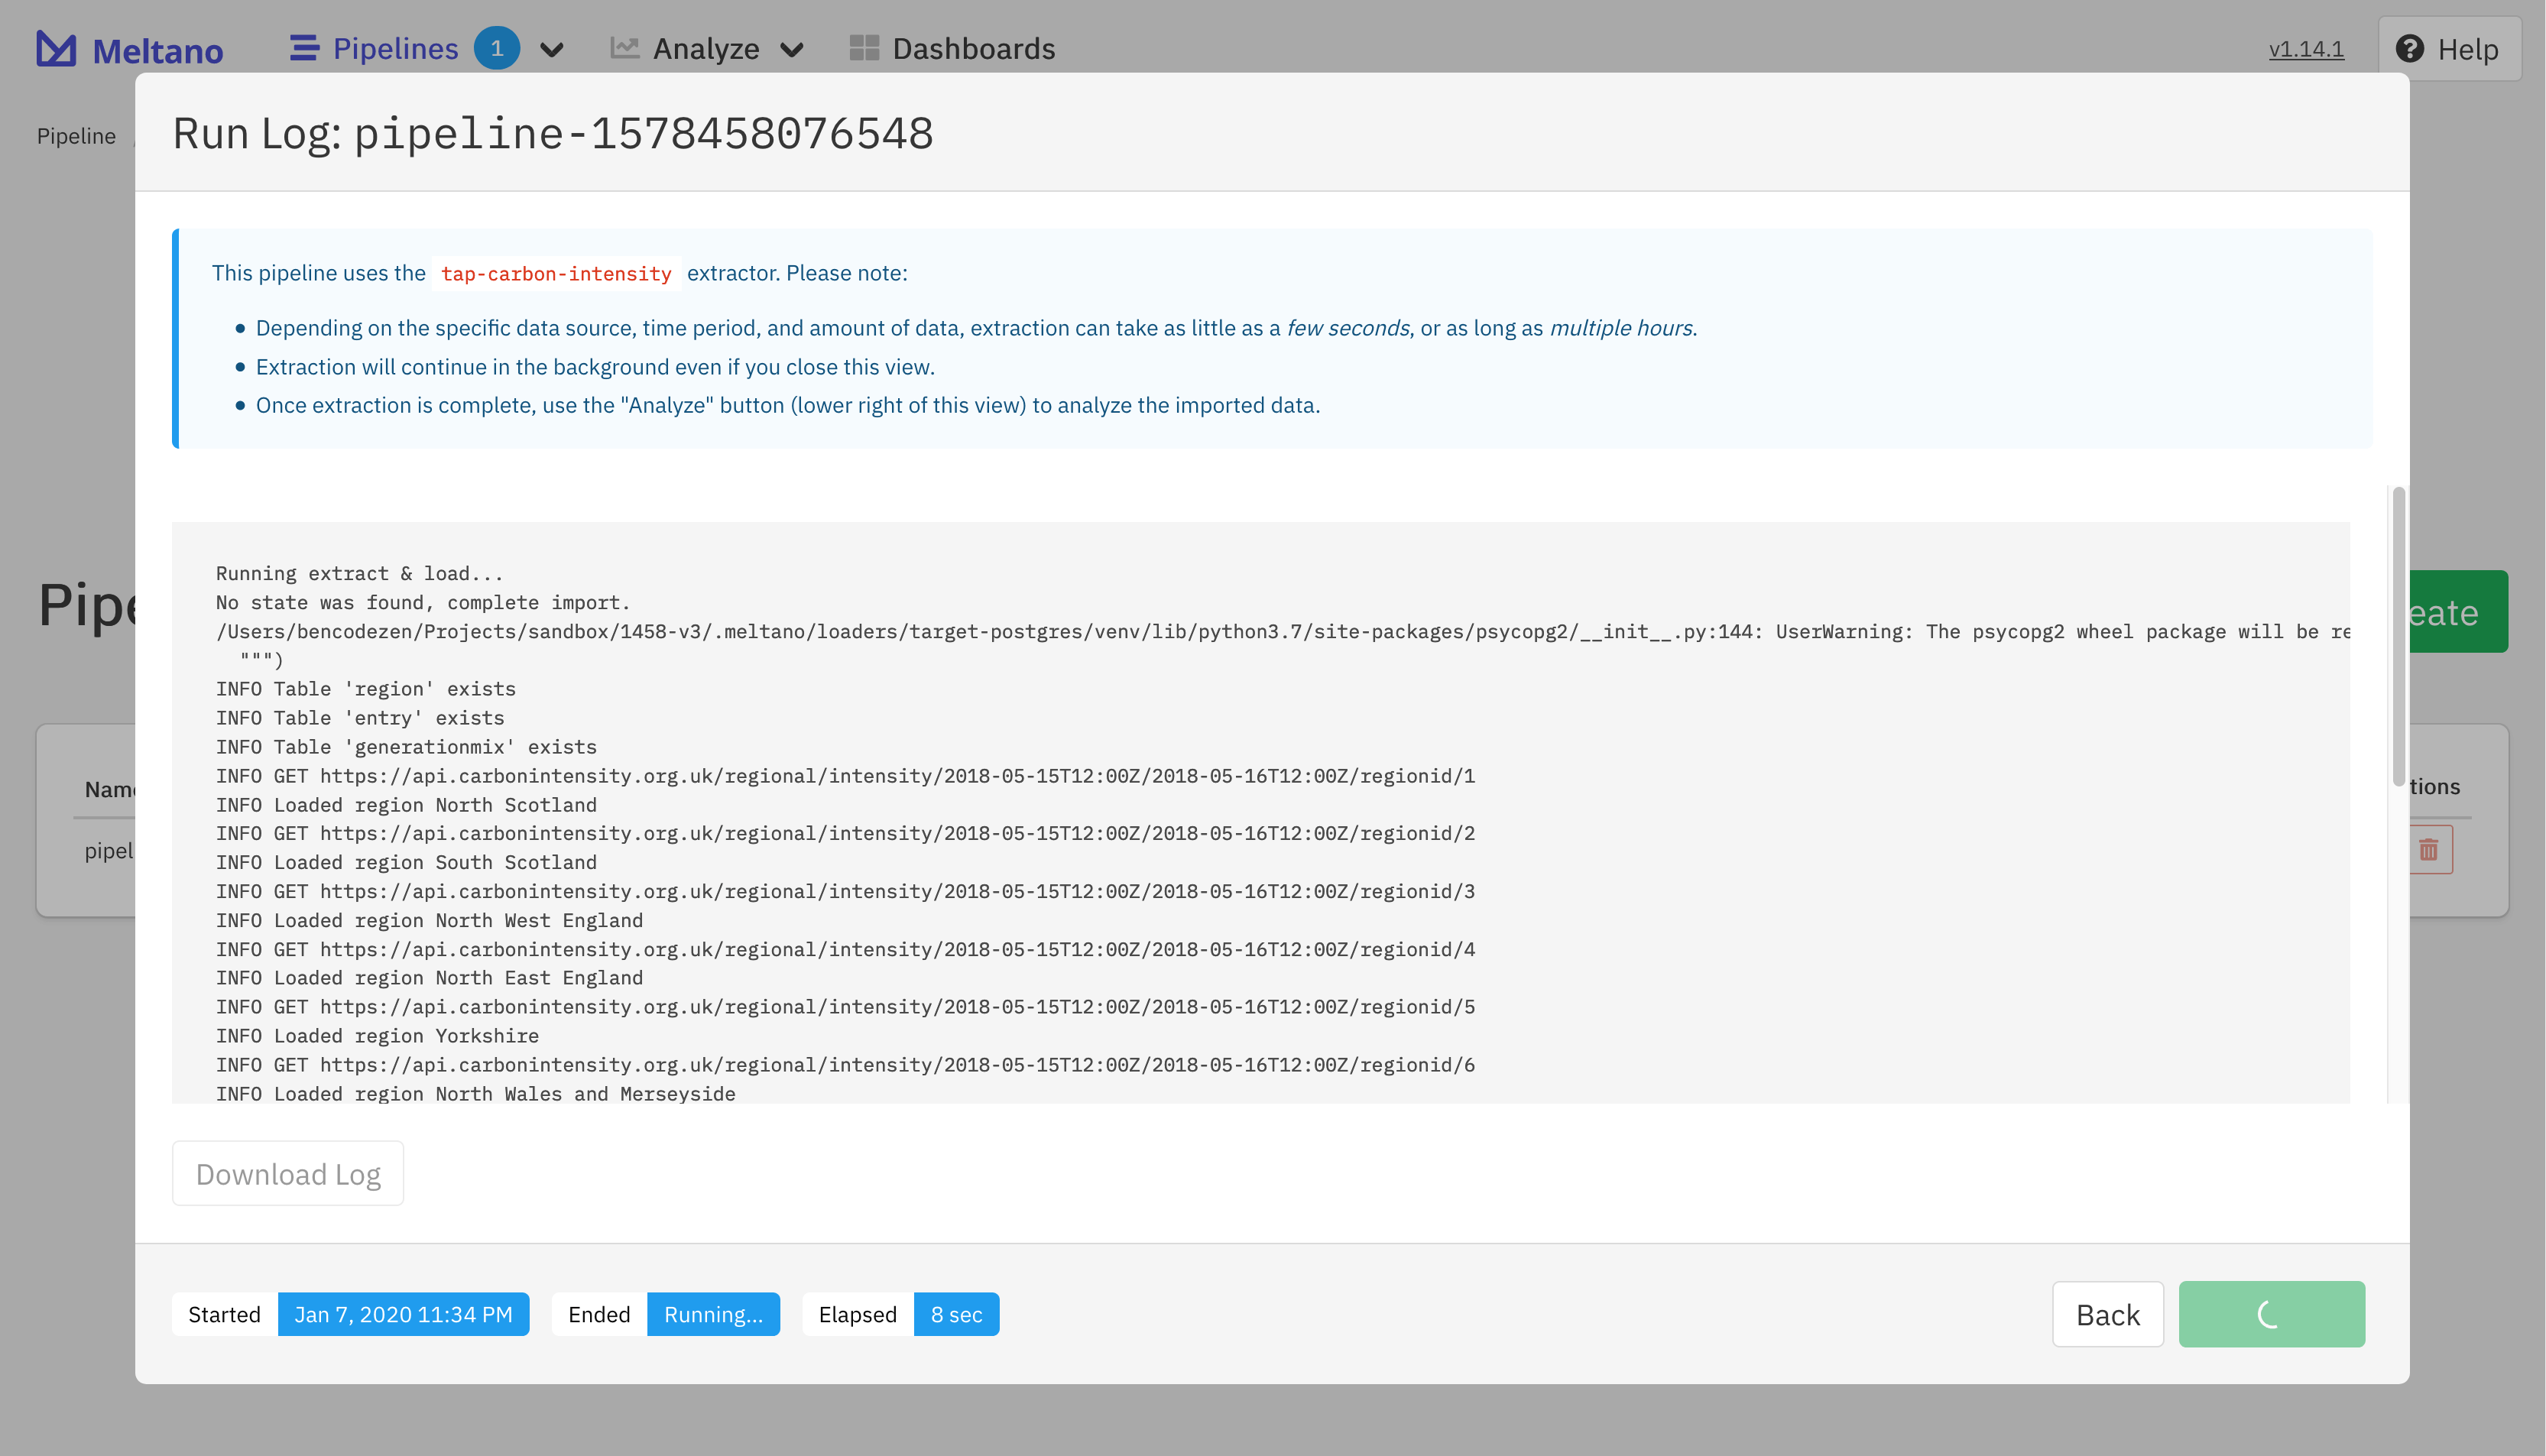 Meltano Pipelines 1 Analyze Dashboards v1.14.1 Help
Pipeline
Run Log: pipeline-1578458076548
This pipeline uses the tap-carbon-intensity extractor. Please note:
Depending on the specific data source, time period, and amount of data, extraction can take as little as a few seconds, or as long as multiple hours.
Extraction will continue in the background even if you close this view.
Once extraction is complete, use the "Analyze" button (lower right of this view) to analyze the imported data.
Running extract & load...
No state was found, complete import.
/Users/bencodezen/Projects/sandbox/1458-v3/.meltano/loaders/target-postgres/venv/lib/python3.7/site-packages/psycopg2/__init__.py:144: UserWarning: The psycopg2 wheel package will be re
""")
INFO Table 'region' exists
INFO Table 'entry' exists
INFO Table 'generationmix' exists
INFO GET https://api.carbonintensity.org.uk/regional/intensity/2018-05-15T12:00Z/2018-05-16T12:00Z/regionid/1
INFO Loaded region North Scotland
INFO GET https://api.carbonintensity.org.uk/regional/intensity/2018-05-15T12:00Z/2018-05-16T12:00Z/regionid/2
INFO Loaded region South Scotland
INFO GET https://api.carbonintensity.org.uk/regional/intensity/2018-05-15T12:00Z/2018-05-16T12:00Z/regionid/3
INFO Loaded region North West England
INFO GET https://api.carbonintensity.org.uk/regional/intensity/2018-05-15T12:00Z/2018-05-16T12:00Z/regionid/4
INFO Loaded region North East England
INFO GET https://api.carbonintensity.org.uk/regional/intensity/2018-05-15T12:00Z/2018-05-16T12:00Z/regionid/5
INFO Loaded region Yorkshire
INFO GET https://api.carbonintensity.org.uk/regional/intensity/2018-05-15T12:00Z/2018-05-16T12:00Z/regionid/6
INFO Loaded region North Wales and Merseyside
Pipe
eate
Nam
tions
pipel
Download Log
Started Jan 7, 2020 11:34 PM Ended Running... Elapsed 8 sec
Back